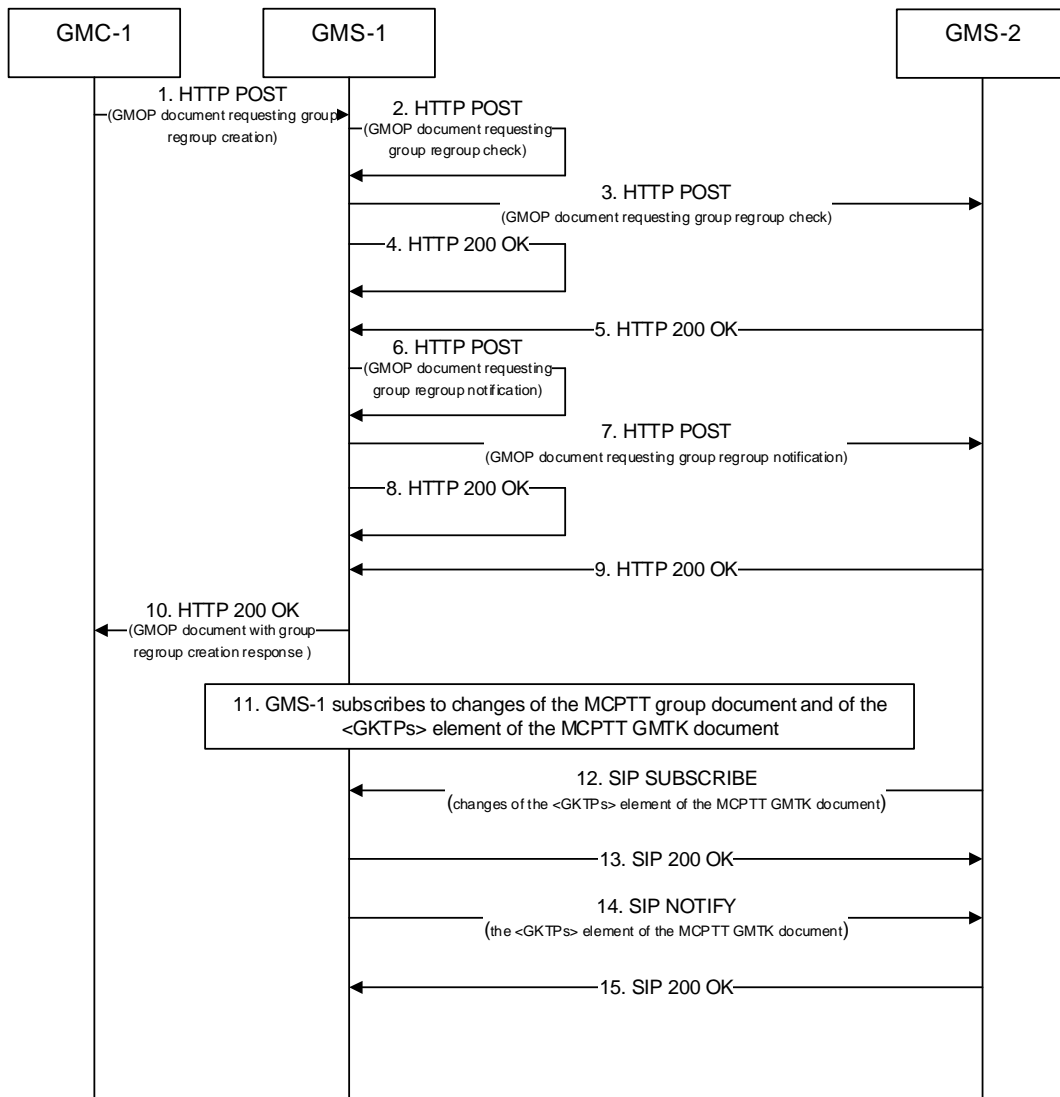 GMC-1
GMS-1
GMS-2
1. HTTP POST
(GMOP document requesting group
regroup creation)
2. HTTP POST
(GMOP document requesting
group regroup check)
3. HTTP POST
(GMOP document requesting group regroup check)
4. HTTP 200 OK
5. HTTP 200 OK
6. HTTP POST
(GMOP document requesting
group regroup notification)
7. HTTP POST
(GMOP document requesting group regroup notification)
8. HTTP 200 OK
9. HTTP 200 OK
10. HTTP 200 OK
(GMOP document with group
regroup creation response )
11. GMS-1 subscribes to changes of the MCPTT group document and of the
<GKTPs> element of the MCPTT GMTK document
12. SIP SUBSCRIBE
(changes of the <GKTPs> element of the MCPTT GMTK document)
13. SIP 200 OK
14. SIP NOTIFY
(the <GKTPs> element of the MCPTT GMTK document)
15. SIP 200 OK